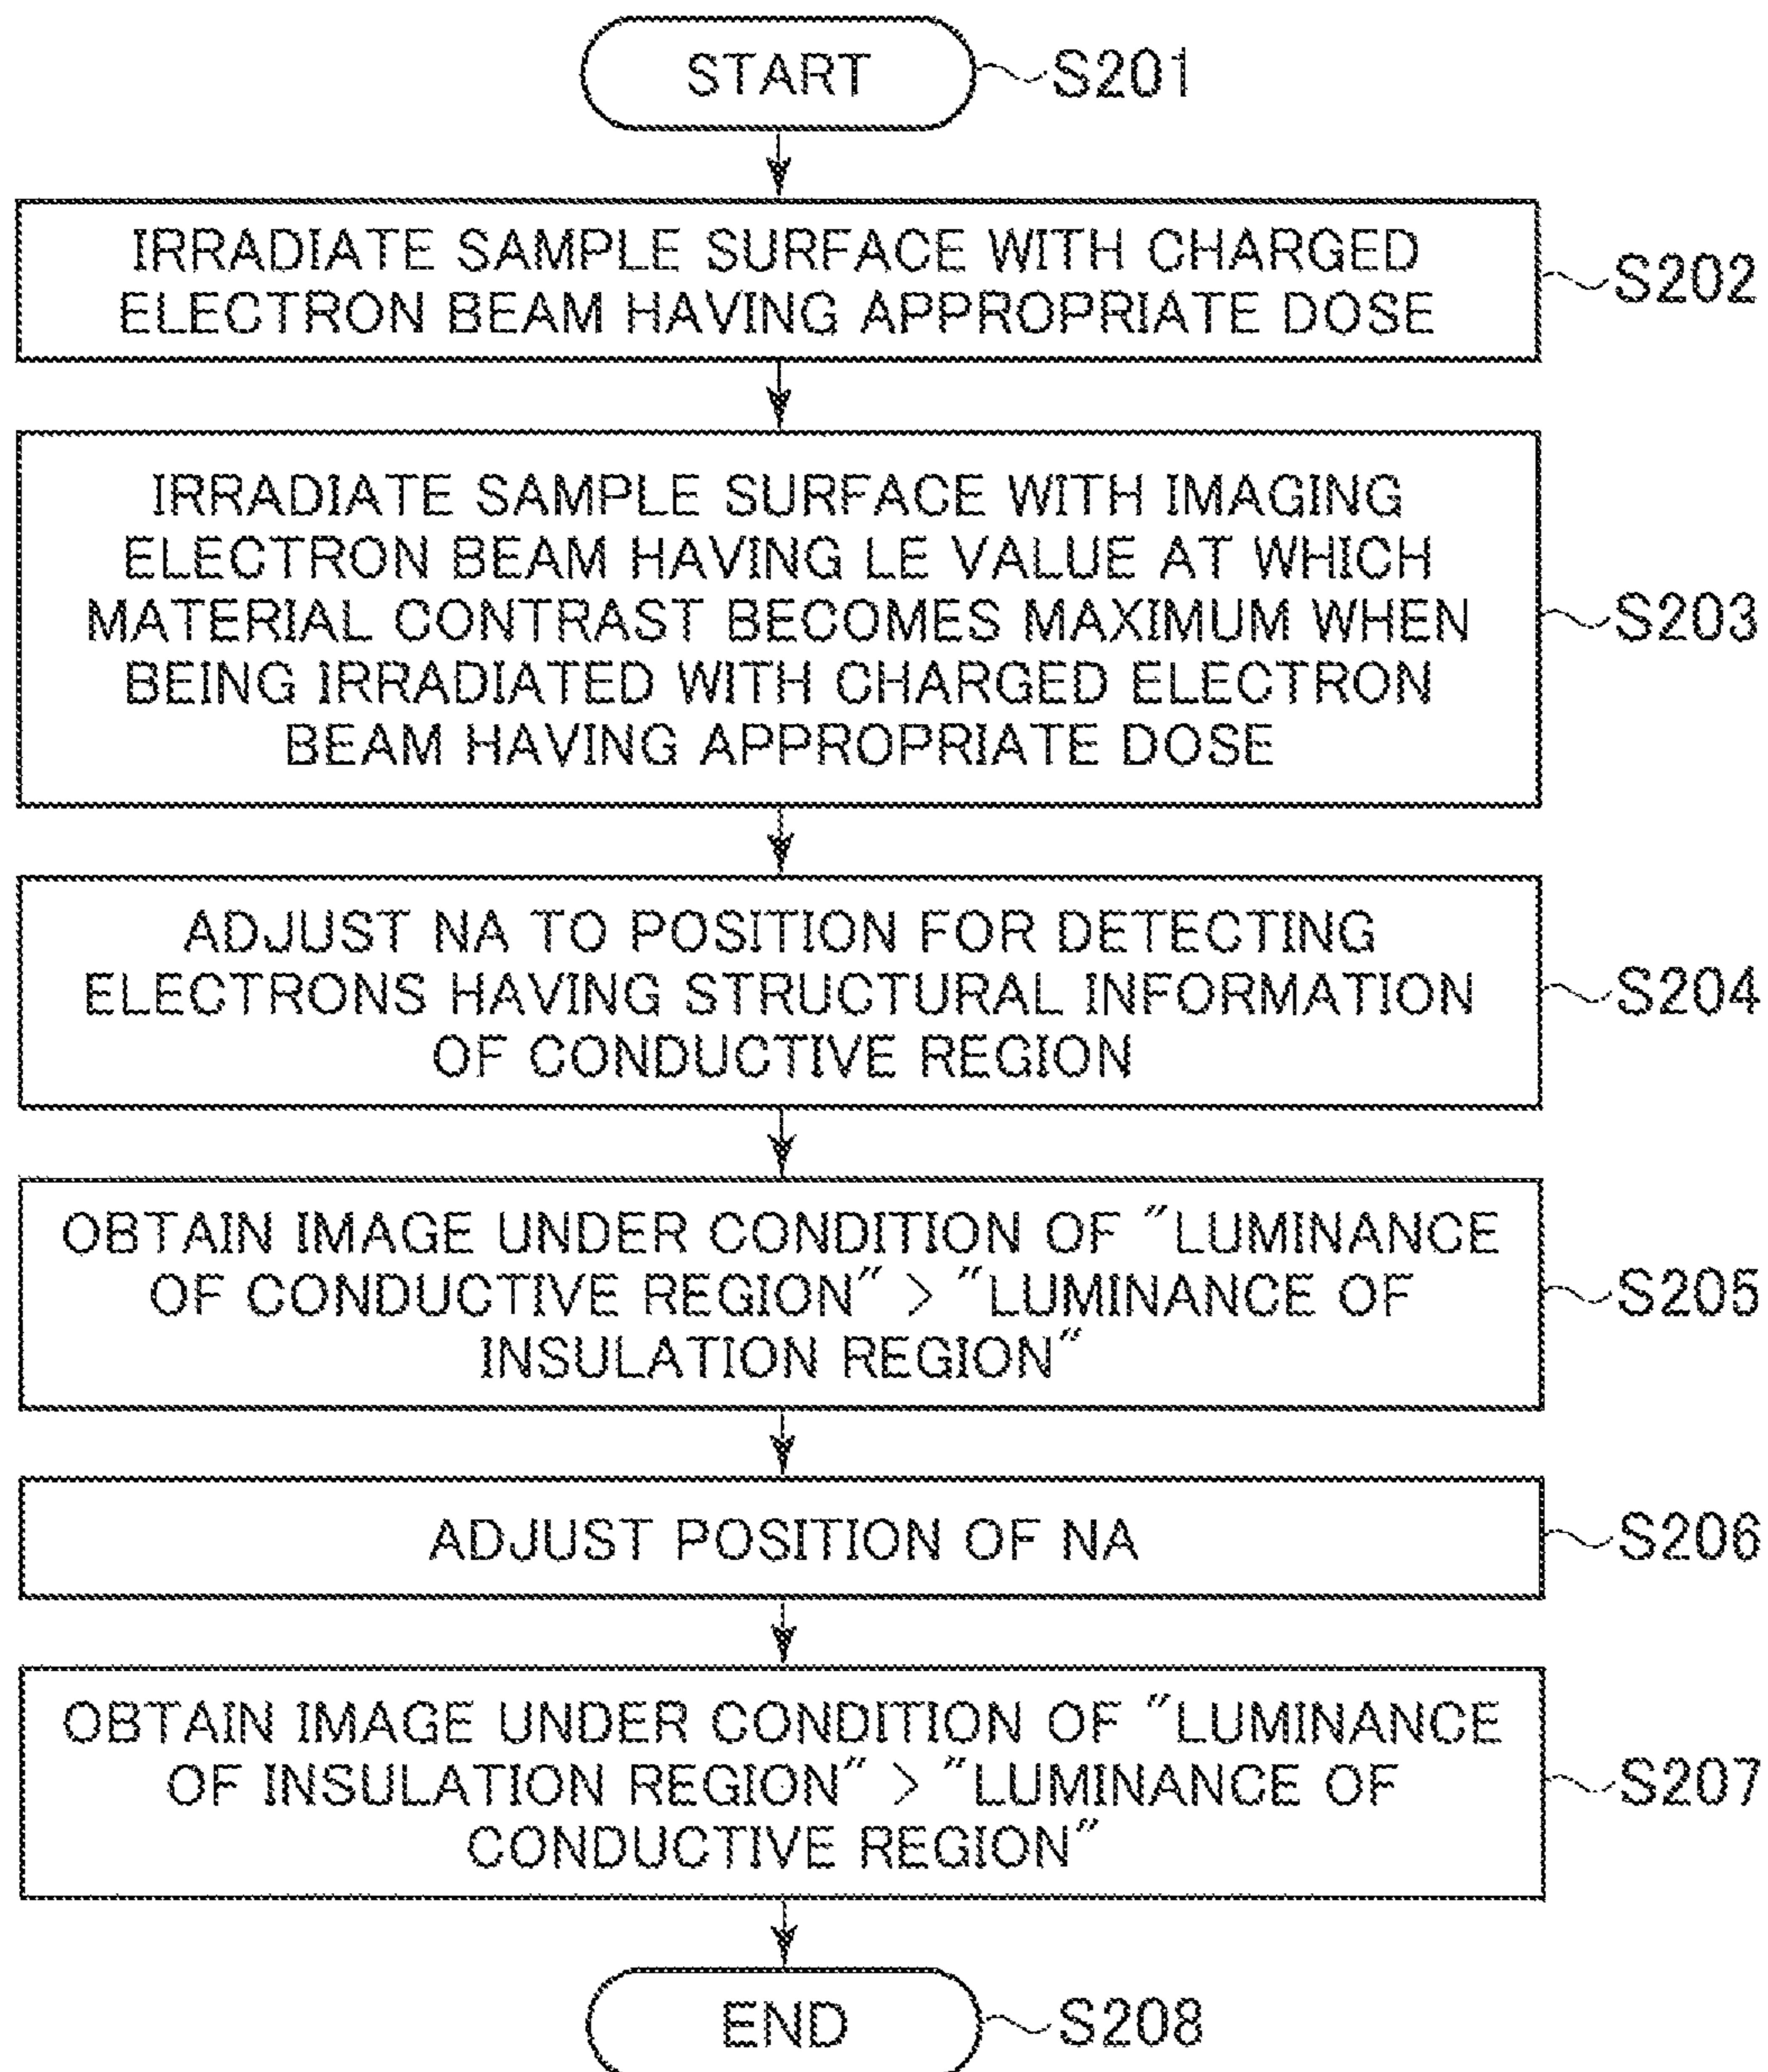 START
S201
IRRADIATE SAMPLE SURFACE WITH CHARGED
ELECTRON BEAM HAVING APPROPRIATE DOSE
S202
IRRADIATE SAMPLE SURFACE WITH IMAGING
ELECTRON BEAM HAVING LE VALUE AT WHICH
MATERIAL CONTRAST BECOMES MAXIMUM WHEN
BEING IRRADIATED WITH CHARGED ELECTRON
BEAM HAVING APPROPRIATE DOSE
S203
ADJUST NA TO POSITION FOR DETECTING
ELECTRONS HAVING STRUCTURAL INFORMATION
OF CONDUCTIVE REGION
S204
OBTAIN IMAGE UNDER CONDITION OF "LUMINANCE
OF CONDUCTIVE REGION" > "LUMINANCE OF
INSULATION REGION"
S205
ADJUST POSITION OF NA
S206
OBTAIN IMAGE UNDER CONDITION OF "LUMINANCE
OF INSULATION REGION" > "LUMINANCE OF
CONDUCTIVE REGION"
S207
END
S208